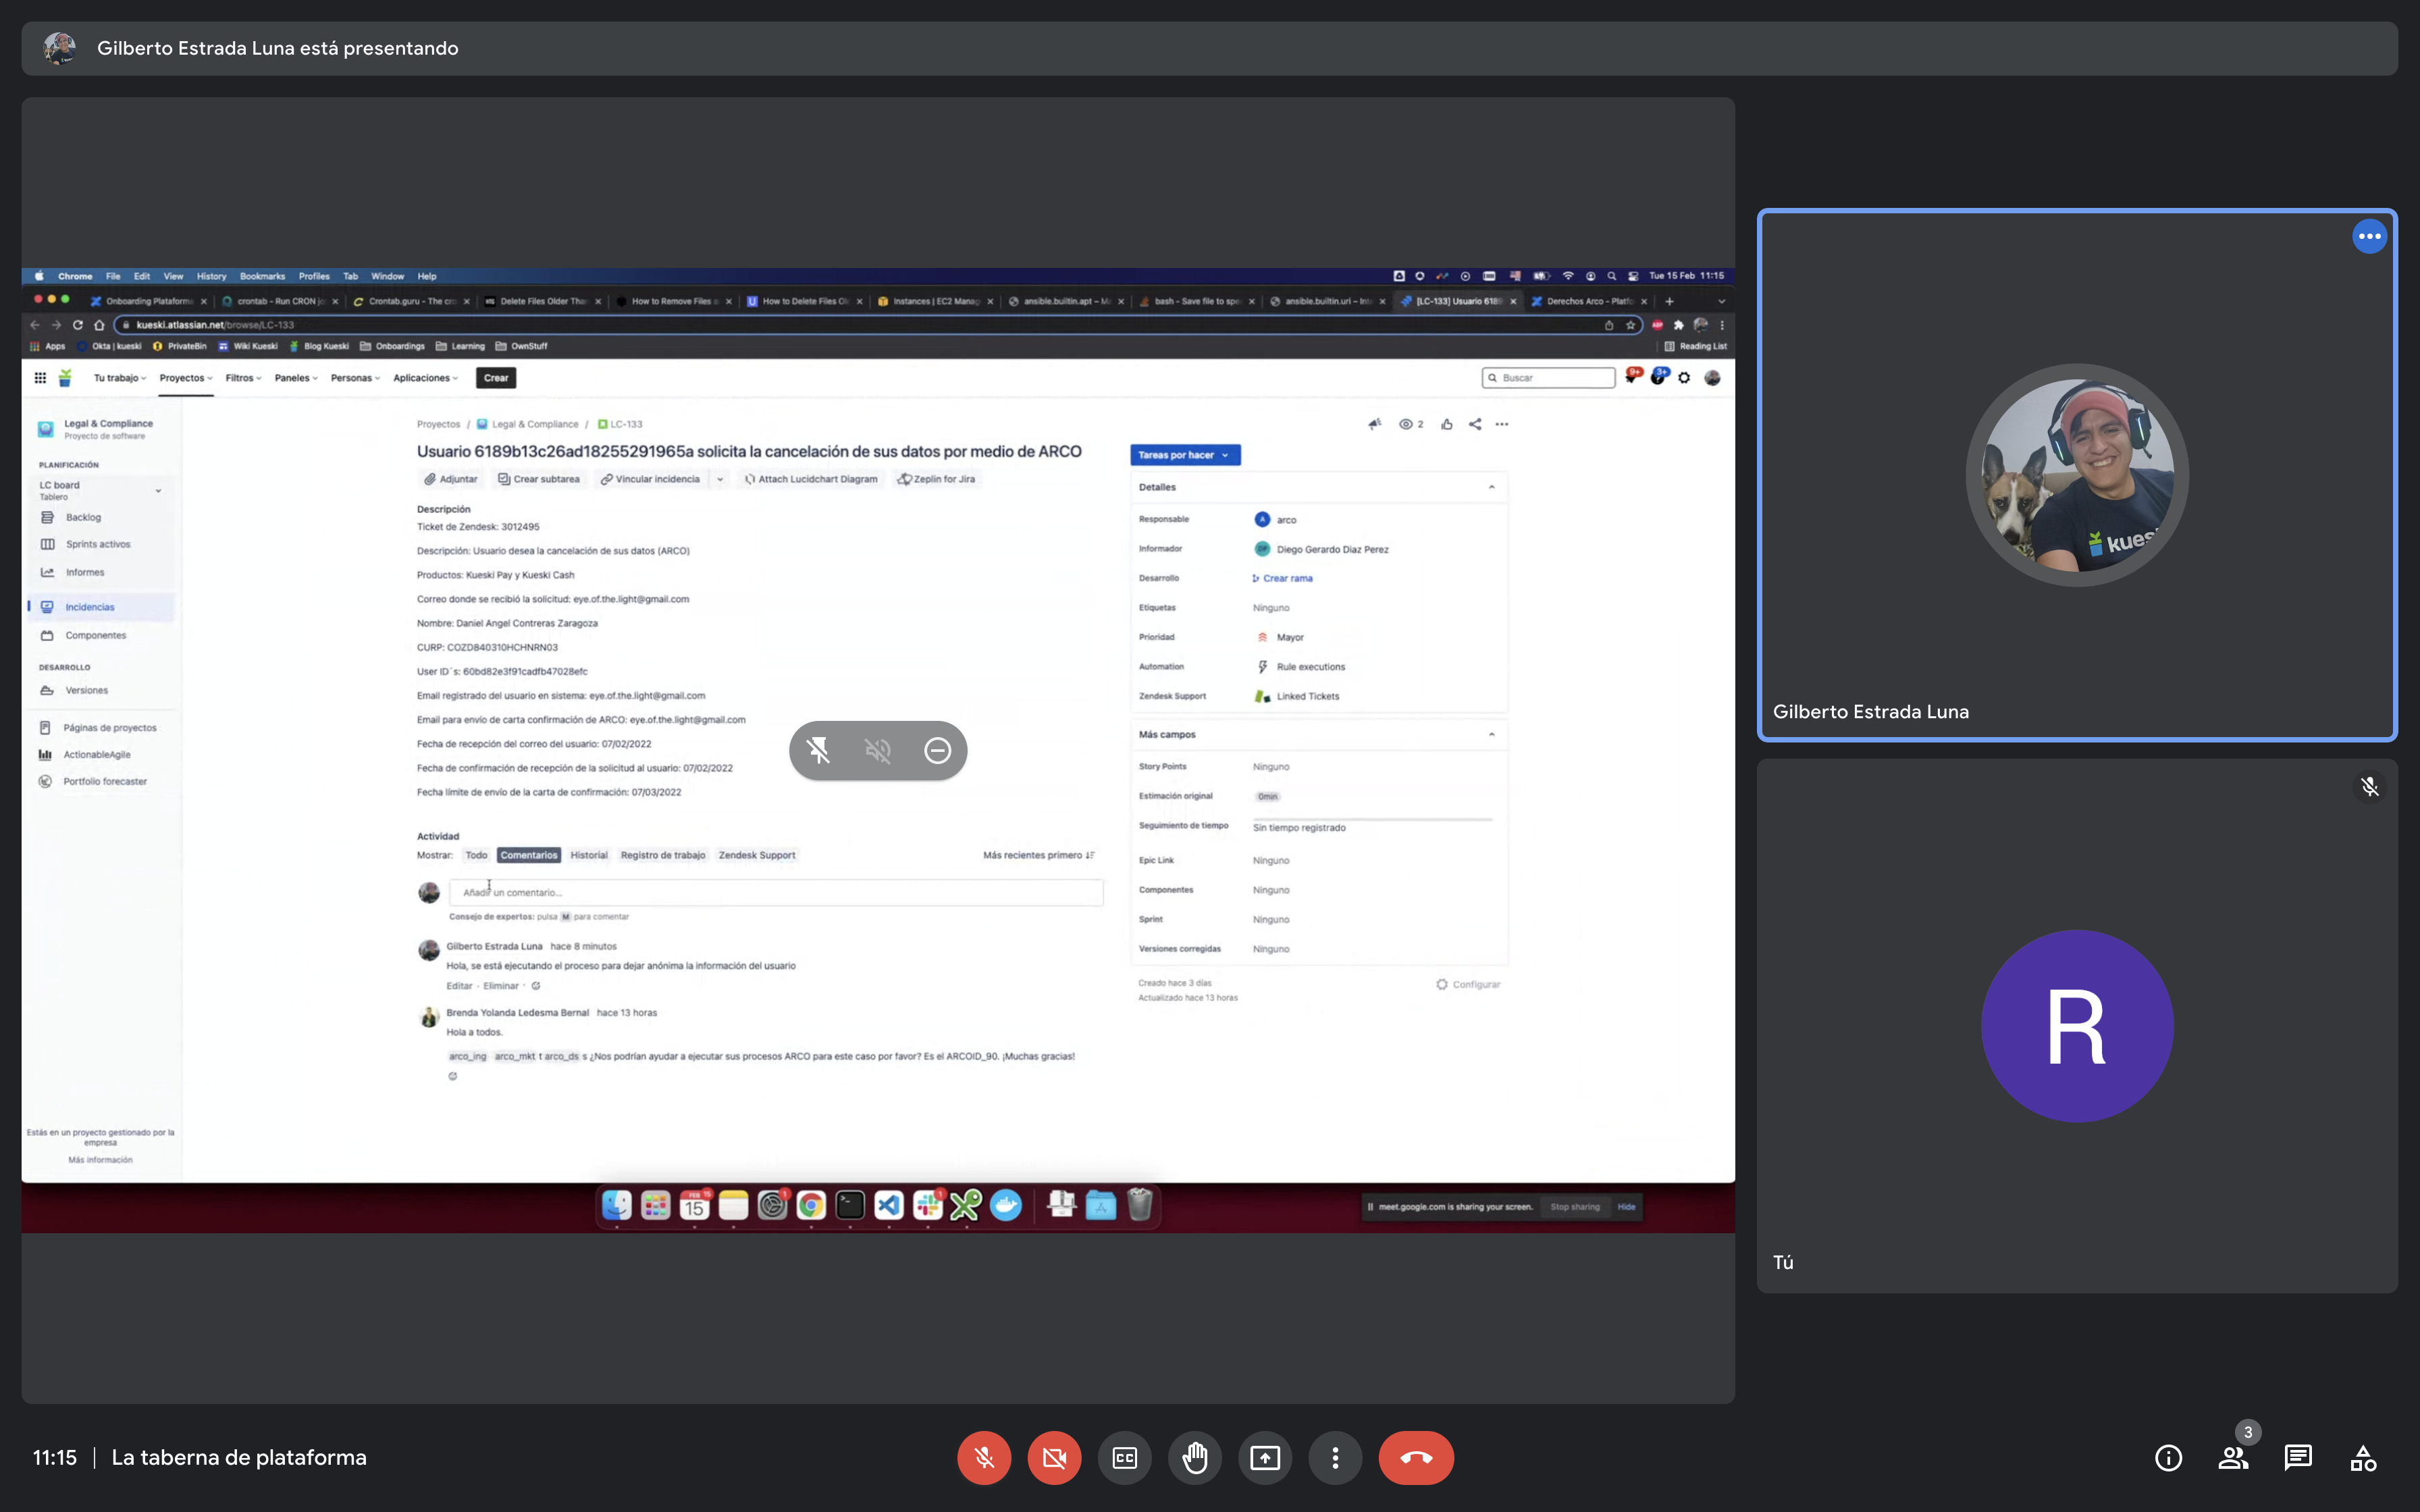 Gilberto Estrada Luna está presentando
Chrome File Edit View History Bookmarks Profiles Tab Window Help
Tue 15 Feb 11:15
Onboarding Plataforma
crontab - Run CRON jo
Crontab.guru - The cro
Delete Files Older Than
How to Remove Files
How to Delete Files Ol
Instances | EC2 Manag
ansible.builtin.apt – M
bash - Save file to spe
ansible.builtin.uri – Int
[LC-133] Usuario 618
Derechos Arco - Platfo
kueski.atlassian.net/browse/LC-133
Apps Okta | kueski PrivateBin Wiki Kueski Blog Kueski Onboardings Learning OwnStuff
Reading List
Tu trabajo Proyectos Filtros Paneles Personas Aplicaciones Crear
Buscar
9+ 3+
Legal & Compliance
Proyecto de software
PLANIFICACIÓN
LC board
Tablero
Backlog
Sprints activos
Informes
Incidencias
Componentes
DESARROLLO
Versiones
Páginas de proyectos
ActionableAgile
Portfolio forecaster
Estás en un proyecto gestionado por la
empresa
Más información
Proyectos / Legal & Compliance / LC-133
2
Usuario 6189b13c26ad18255291965a solicita la cancelación de sus datos por medio de ARCO
Adjuntar Crear subtarea Vincular incidencia Attach Lucidchart Diagram Zeplin for Jira
Descripción
Ticket de Zendesk: 3012495
Descripción: Usuario desea la cancelación de sus datos (ARCO)
Productos: Kueski Pay y Kueski Cash
Correo donde se recibió la solicitud: eye.of.the.light@gmail.com
Nombre: Daniel Angel Contreras Zaragoza
CURP: COZD840310HCHNRN03
User ID´s: 60bd82e3f91cadfb47028efc
Email registrado del usuario en sistema: eye.of.the.light@gmail.com
Email para envío de carta confirmación de ARCO: eye.of.the.light@gmail.com
Fecha de recepción del correo del usuario: 07/02/2022
Fecha de confirmación de recepción de la solicitud al usuario: 07/02/2022
Fecha límite de envío de la carta de confirmación: 07/03/2022
Actividad
Mostrar: Todo Comentarios Historial Registro de trabajo Zendesk Support
Más recientes primero
Añadir un comentario...
Consejo de expertos: pulsa M para comentar
Gilberto Estrada Luna hace 8 minutos
Hola, se está ejecutando el proceso para dejar anónima la información del usuario
Editar · Eliminar ·
Brenda Yolanda Ledesma Bernal hace 13 horas
Hola a todos.
arco_ing arco_mkt t arco_ds s ¿Nos podrían ayudar a ejecutar sus procesos ARCO para este caso por favor? Es el ARCOID_90. ¡Muchas gracias!
Tareas por hacer
Detalles
Responsable A arco
Informador DP Diego Gerardo Diaz Perez
Desarrollo Crear rama
Etiquetas Ninguno
Prioridad Mayor
Automation Rule executions
Zendesk Support Linked Tickets
Más campos
Story Points Ninguno
Estimación original 0min
Seguimiento de tiempo Sin tiempo registrado
Epic Link Ninguno
Componentes Ninguno
Sprint Ninguno
Versiones corregidas Ninguno
Creado hace 3 días
Actualizado hace 13 horas
Configurar
FEB 15
meet.google.com is sharing your screen. Stop sharing Hide
kues
Gilberto Estrada Luna
R
Tú
11:15 | La taberna de plataforma
CC
3